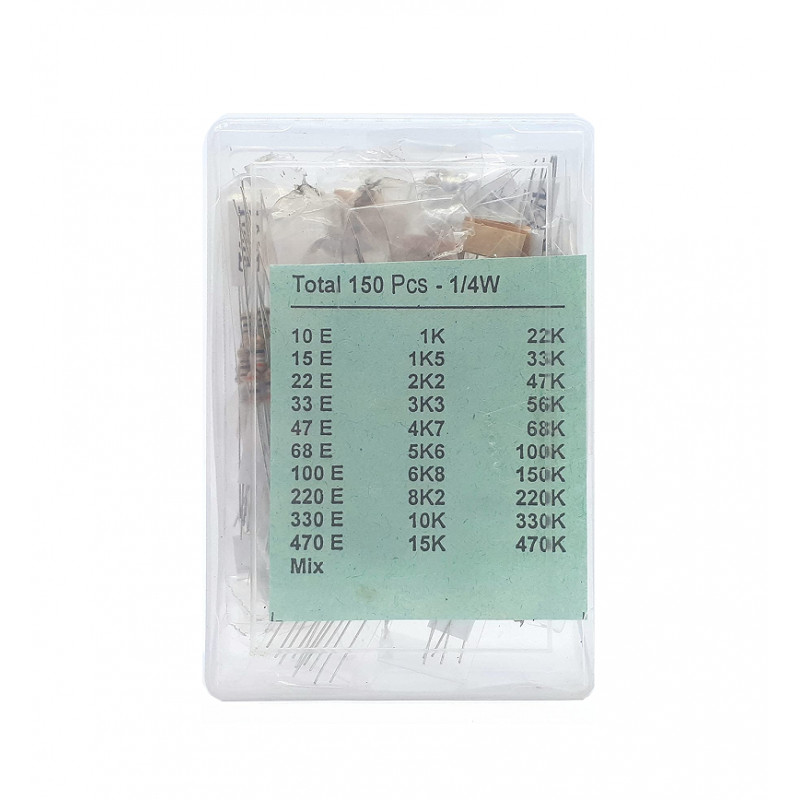 Total 150 Pcs - 1/4W
10 E 1K 22K
15 E 1K5 33K
22 E 2K2 47K
33 E 3K3 56K
47 E 4K7 68K
68 E 5K6 100K
100 E 6K8 150K
220 E 8K2 220K
330 E 10K 330K
470 E 15K 470K
Mix